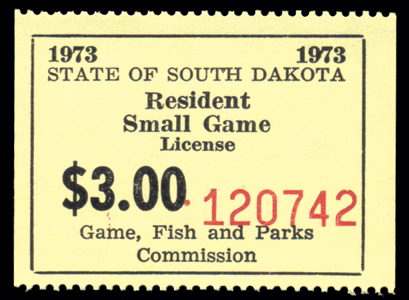 1973 1973
STATE OF SOUTH DAKOTA
Resident
Small Game
License
$3.00 120742
Game, Fish and Parks
Commission